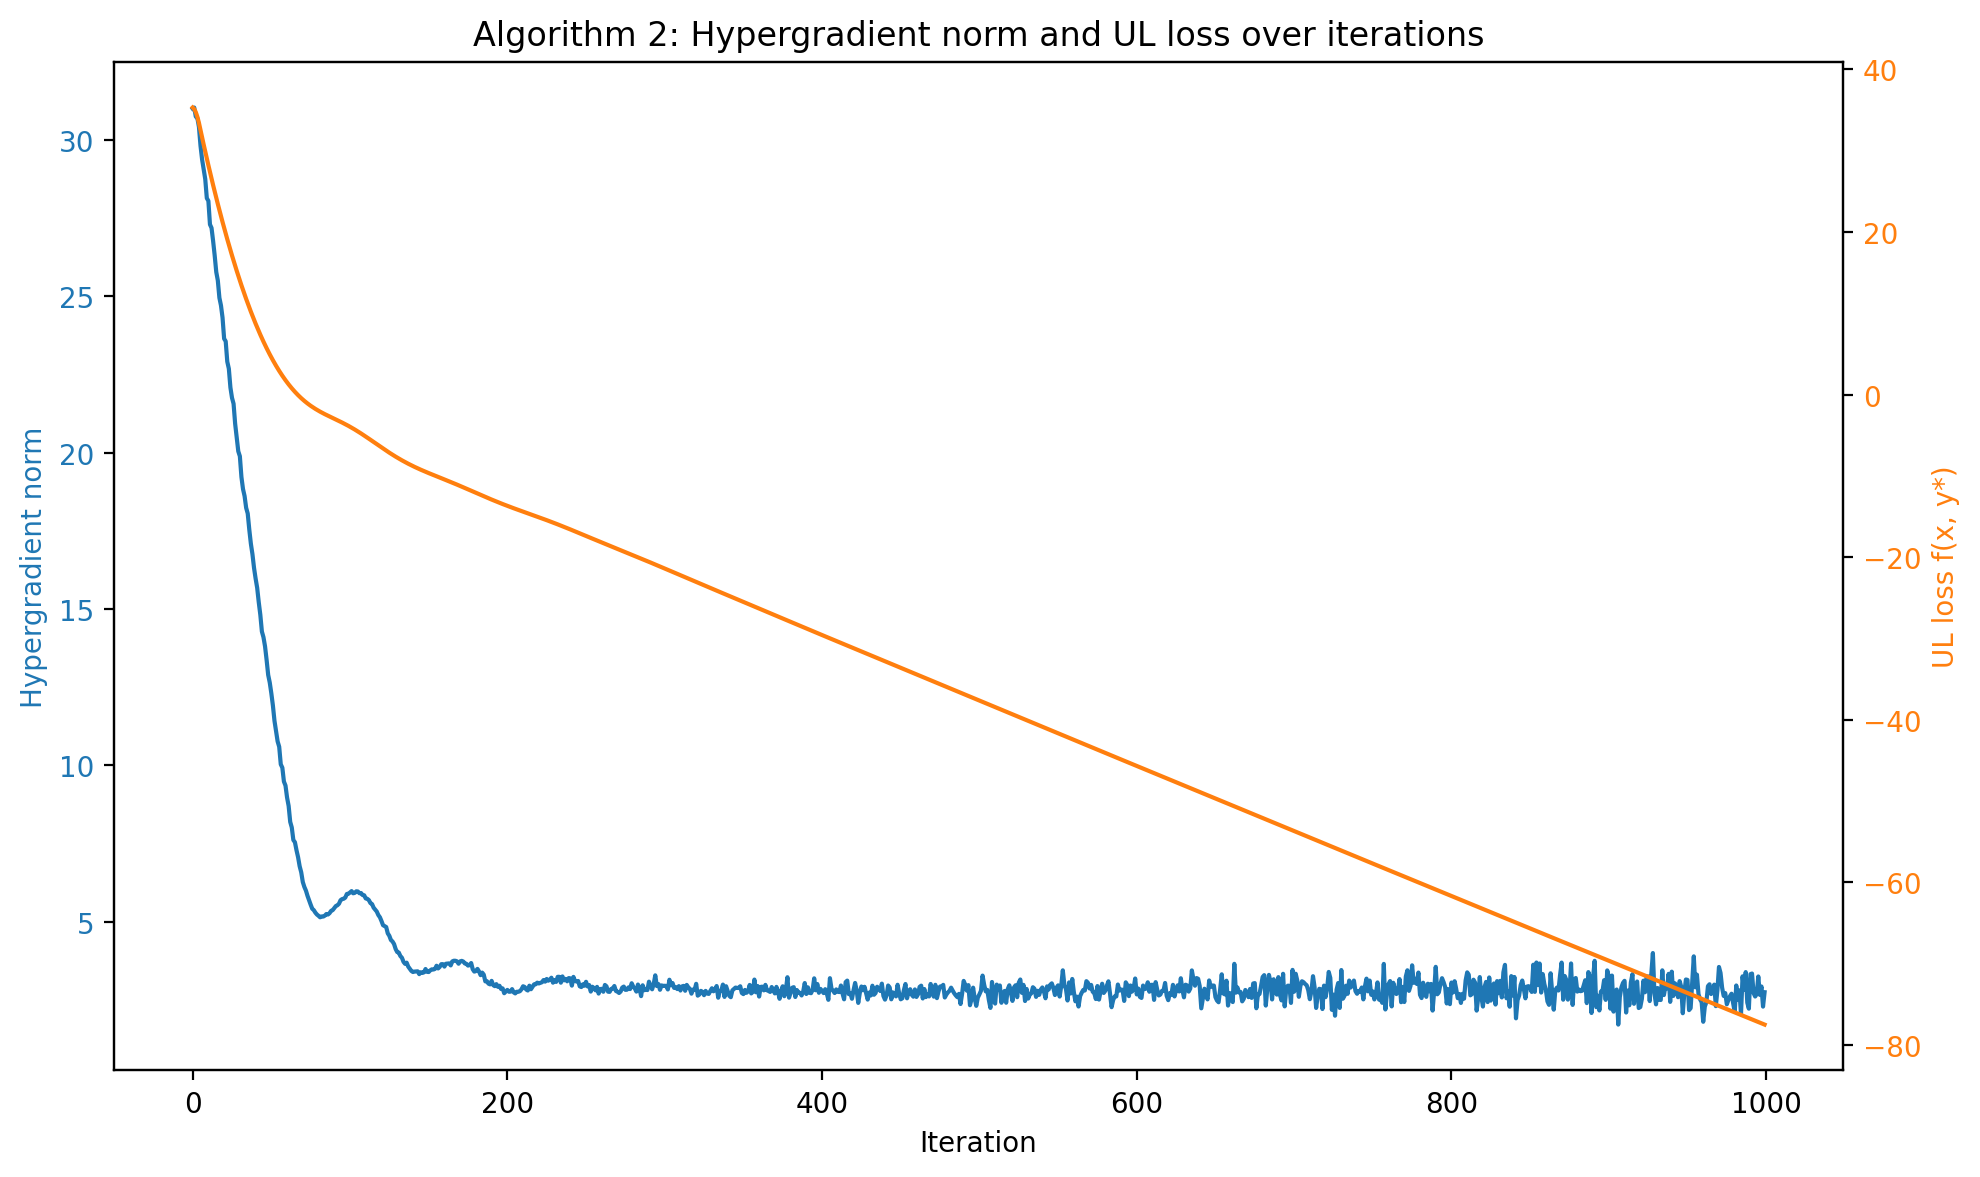 Algorithm 2: Hypergradient norm and UL loss over iterations
Hypergradient norm
30
25
20
15
10
5
40
20
0
−20
−40
−60
−80
UL loss f(x, y*)
0 200 400 600 800 1000
Iteration